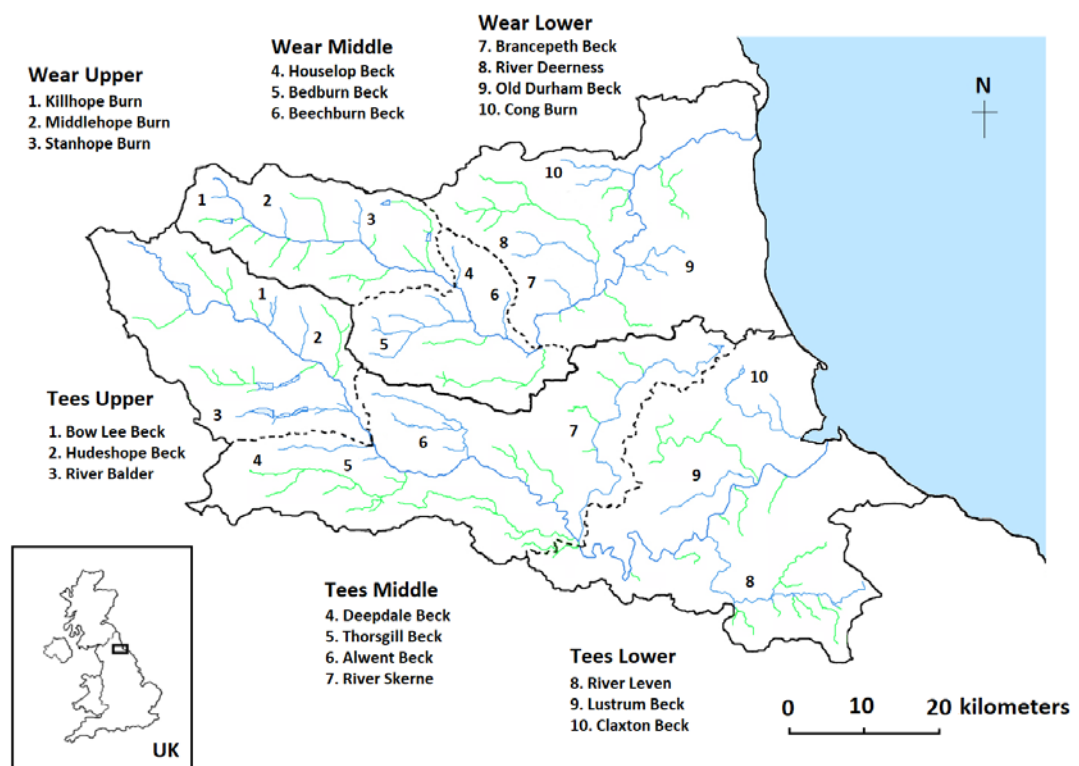 Wear Upper
1. Killhope Burn
2. Middlehope Burn
3. Stanhope Burn
Wear Middle
4. Houselop Beck
5. Bedburn Beck
6. Beechburn Beck
Wear Lower
7. Brancepeth Beck
8. River Deerness
9. Old Durham Beck
10. Cong Burn
N
10
1
2
3
8
4
9
7
6
1
5
2
10
Tees Upper
1. Bow Lee Beck
2. Hudeshope Beck
3. River Balder
3
7
6
4
5
9
8
Tees Middle
4. Deepdale Beck
5. Thorsgill Beck
6. Alwent Beck
7. River Skerne
Tees Lower
8. River Leven
9. Lustrum Beck
10. Claxton Beck
0 10 20 kilometers
UK